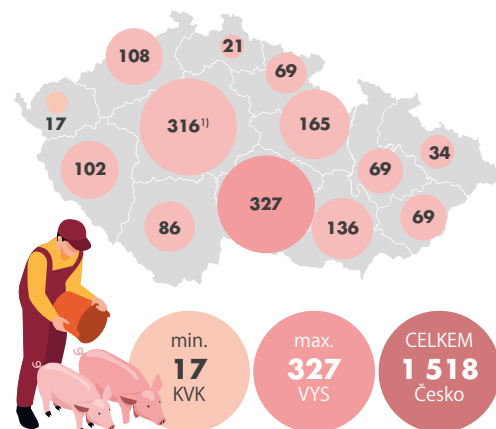 21
108
69
17
316¹⁾
165
34
102
69
327
69
86
136
min.
17
KVK
max.
327
VYS
CELKEM
1 518
Česko